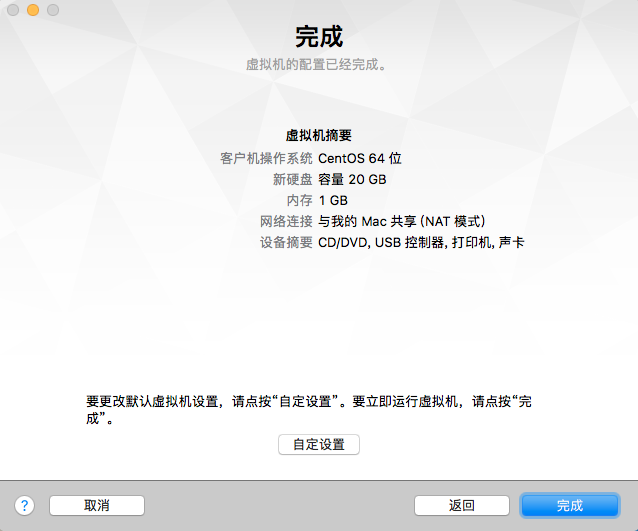 完成
虚拟机的配置已经完成。
虚拟机摘要
客户机操作系统 CentOS 64 位
新硬盘 容量 20 GB
内存 1 GB
网络连接 与我的 Mac 共享 (NAT 模式)
设备摘要 CD/DVD, USB 控制器, 打印机, 声卡
要更改默认虚拟机设置，请点按“自定设置”。要立即运行虚拟机，请点按“完
成”。
自定设置
? 取消 返回 完成